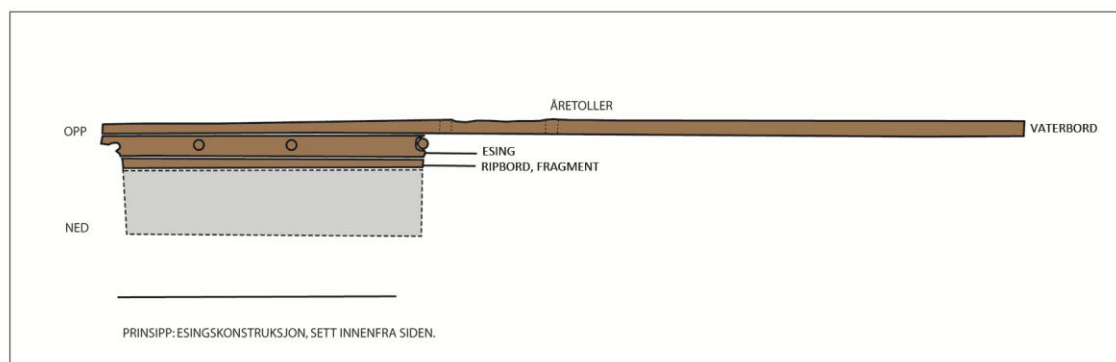 ÅRETOLLER
OPP
VATERBORD
ESING
RIPBORD, FRAGMENT
NED
PRINSIPP: ESINGSKONSTRUKSJON, SETT INNENFRA SIDEN.